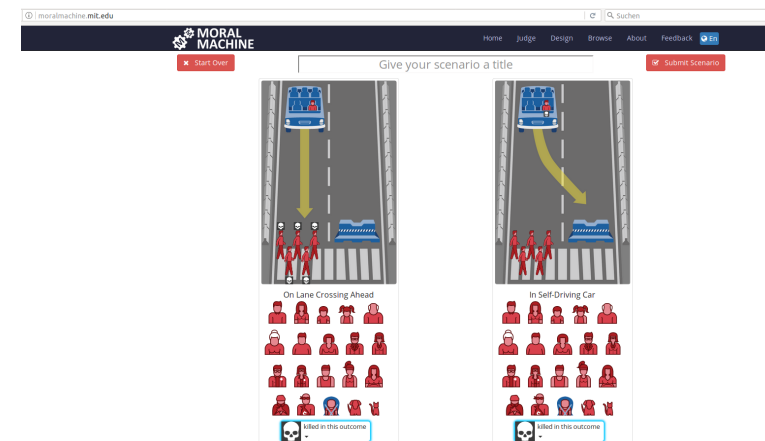 moralmachine.mit.edu
Suchen
MORAL
MACHINE
Home Judge Design Browse About Feedback En
Start Over
Give your scenario a title
Submit Scenario
On Lane Crossing Ahead
In Self-Driving Car
killed in this outcome
killed in this outcome